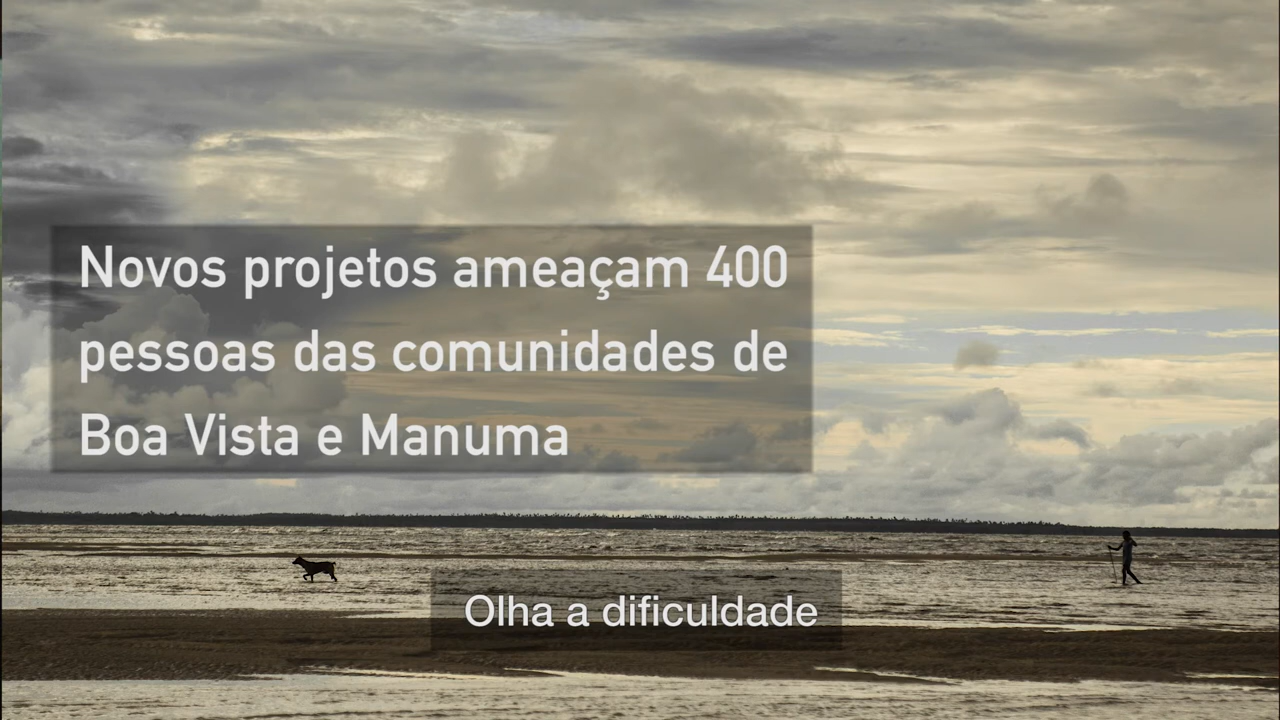 Novos projetos ameaçam 400
pessoas das comunidades de
Boa Vista e Manuma
Olha a dificuldade